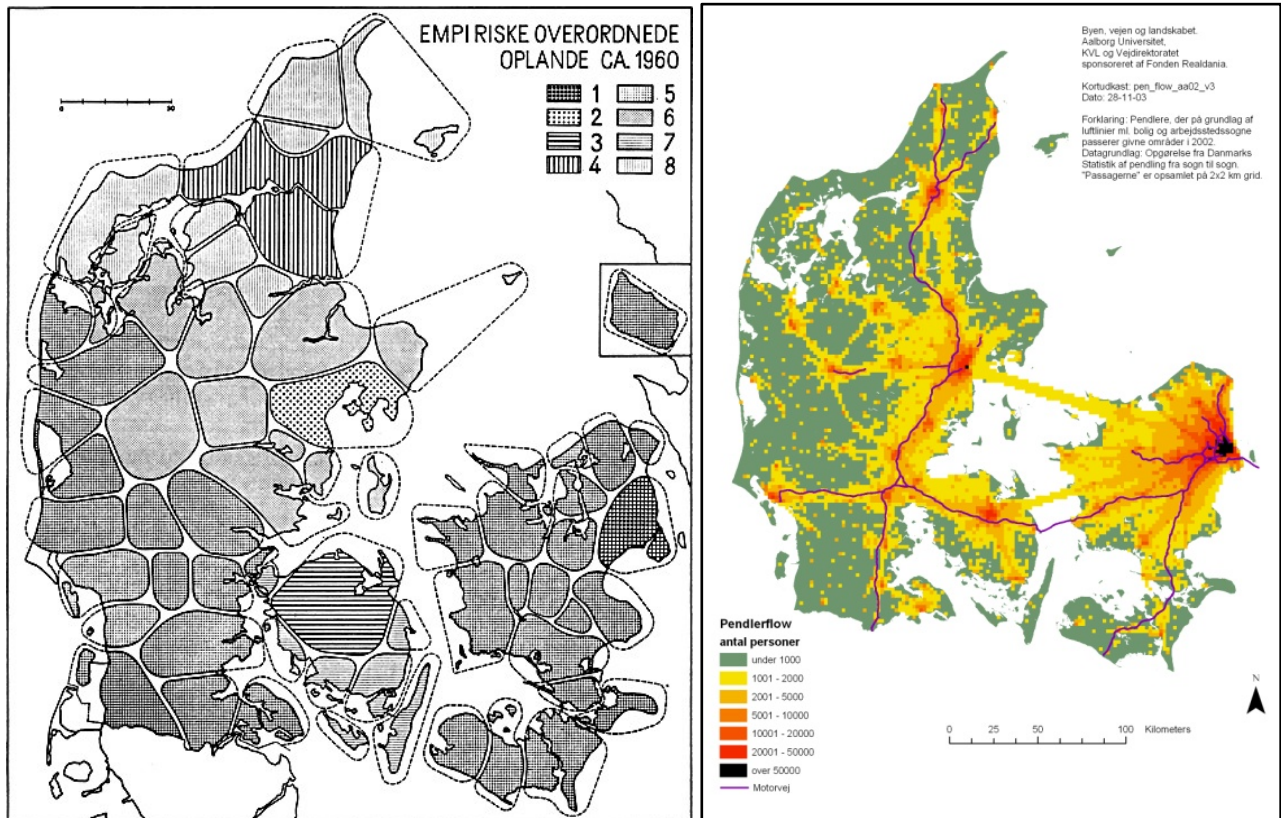 EMPIRISKE OVERORDNEDE
OPLANDE CA. 1960
1 5
2 6
3 7
4 8
Byen, vejen og landskabet.
Aalborg Universitet,
KVL og Vejdirektoratet
sponsoreret af Fonden Realdania.
Kortudkast: pen_flow_aa02_v3
Dato: 28-11-03
Forklaring: Pendlere, der på grundlag af
luftlinier ml. bolig og arbejdsstedssogne
passerer givne områder i 2002.
Datagrundlag: Opgørelse fra Danmarks
Statistik af pendling fra sogn til sogn.
"Passagerne" er opsamlet på 2x2 km grid.
Pendlerflow
antal personer
under 1000
1001 - 2000
2001 - 5000
5001 - 10000
10001 - 20000
20001 - 50000
over 50000
Motorvej
N
0 25 50 100 Kilometers